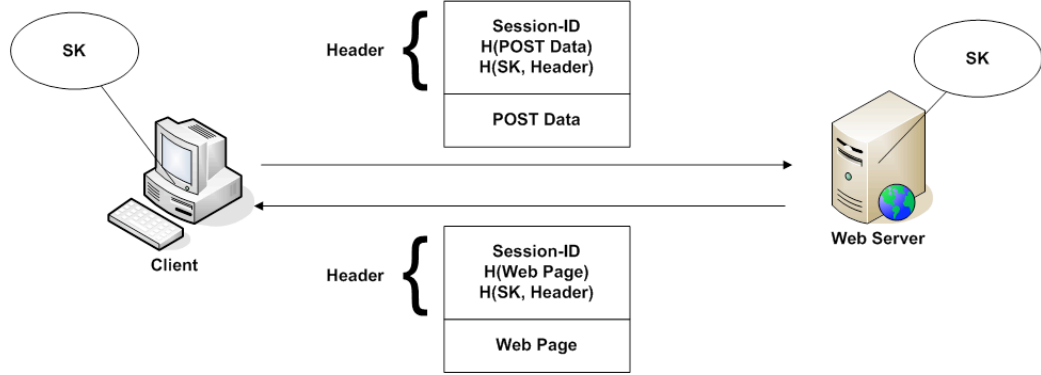 SK
Header
Session-ID
H(POST Data)
H(SK, Header)
POST Data
SK
Client
Web Server
Header
Session-ID
H(Web Page)
H(SK, Header)
Web Page